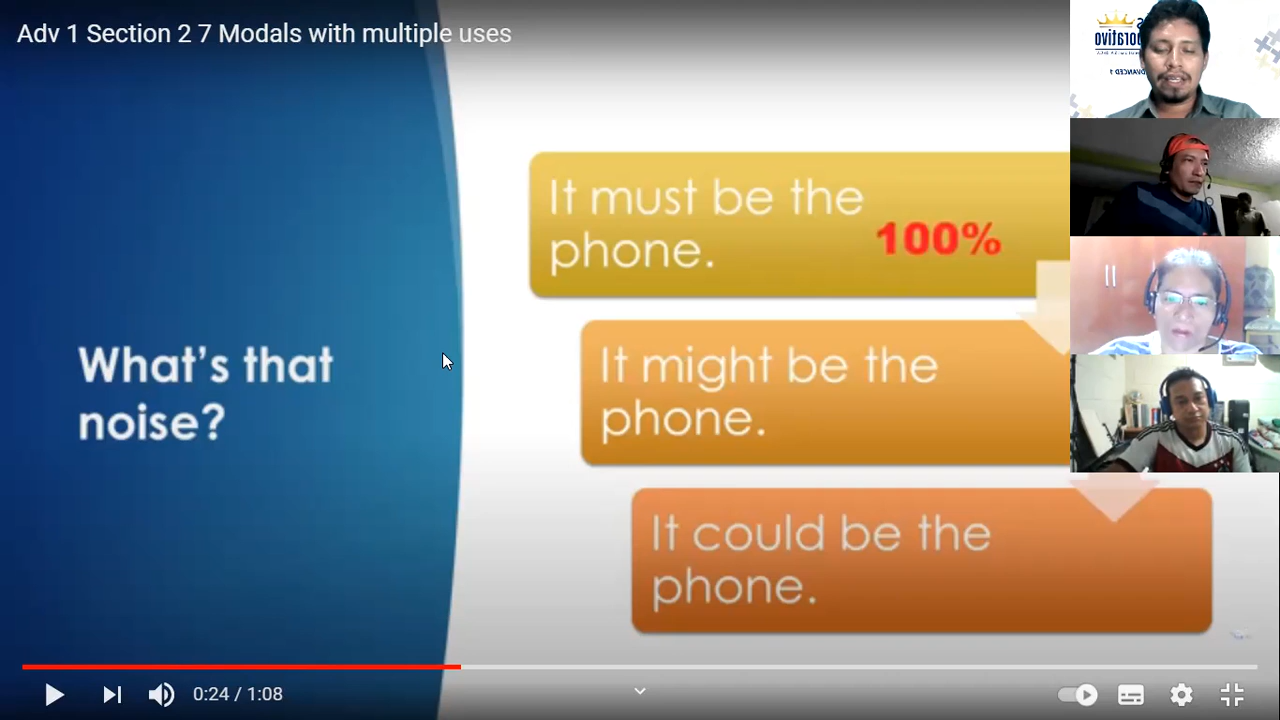 Adv 1 Section 2 7 Modals with multiple uses
It must be the
phone.
100%
What's that
noise?
It might be the
phone.
It could be the
phone.
0:24 / 1:08